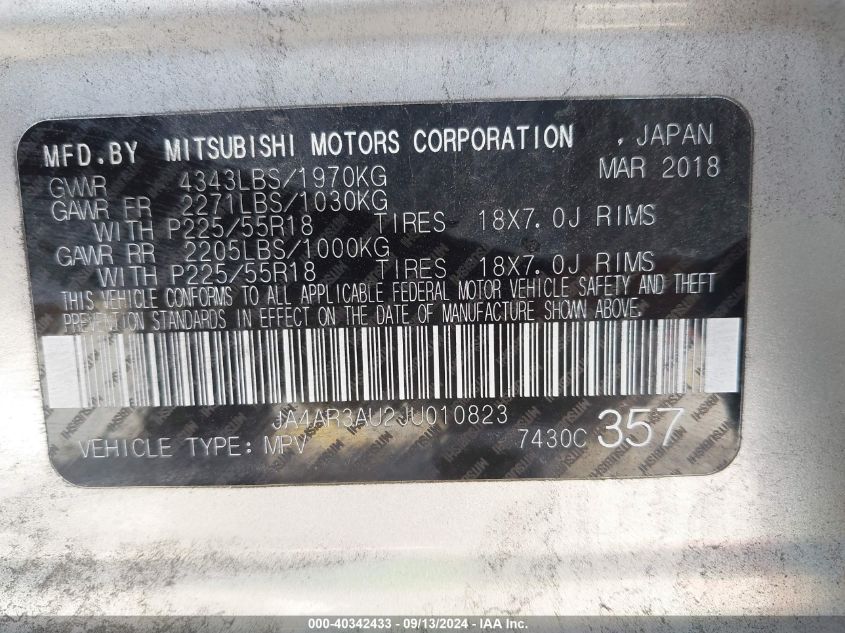 MFD.BY MITSUBISHI MOTORS CORPORATION , JAPAN
GVWR 4343LBS/1970KG MAR 2018
GAWR FR 2271LBS/1030KG
WITH P225/55R18 TIRES 18X7.0J RIMS
GAWR RR 2205LBS/1000KG
WITH P225/55R18 TIRES 18X7.0J RIMS
THIS VEHICLE CONFORMS TO ALL APPLICABLE FEDERAL MOTOR VEHICLE SAFETY AND THEFT
PREVENTION STANDARDS IN EFFECT ON THE DATE OF MANUFACTURE SHOWN ABOVE.
JA4AR3AU2JU010823
VEHICLE TYPE: MPV 7430C 357
000-40342433 - 09/13/2024 - IAAI.COM